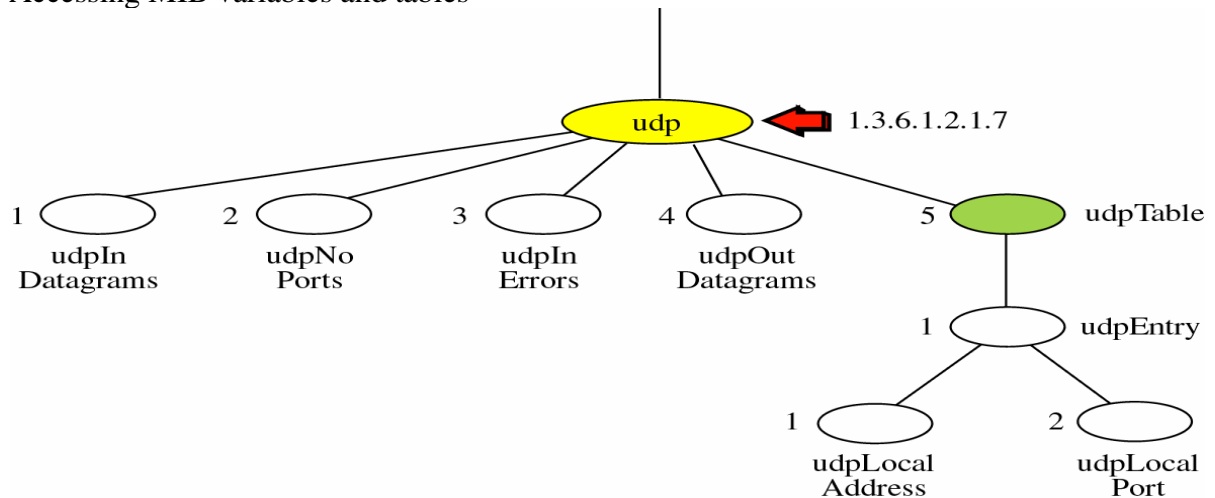 Accessing MIB variables and tables
udp
1.3.6.1.2.1.7
1
2
3
4
5
udpTable
udpIn
Datagrams
udpNo
Ports
udpIn
Errors
udpOut
Datagrams
1
udpEntry
1
2
udpLocal
Address
udpLocal
Port